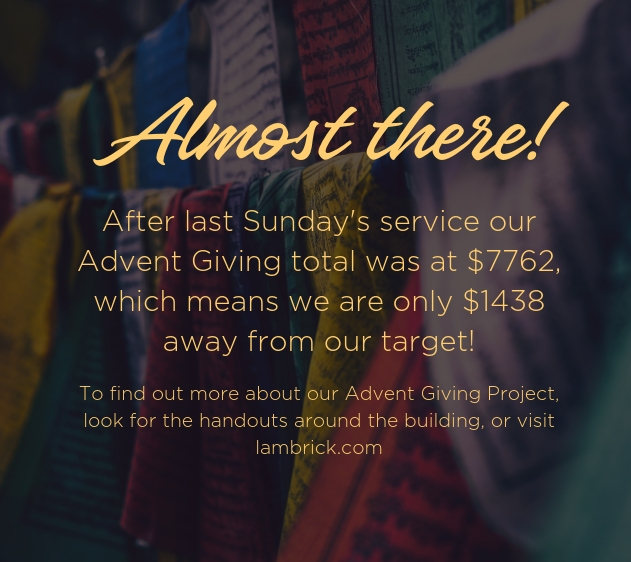 Almost there!
After last Sunday's service our
Advent Giving total was at $7762,
which means we are only $1438
away from our target!
To find out more about our Advent Giving Project,
look for the handouts around the building, or visit
lambrick.com